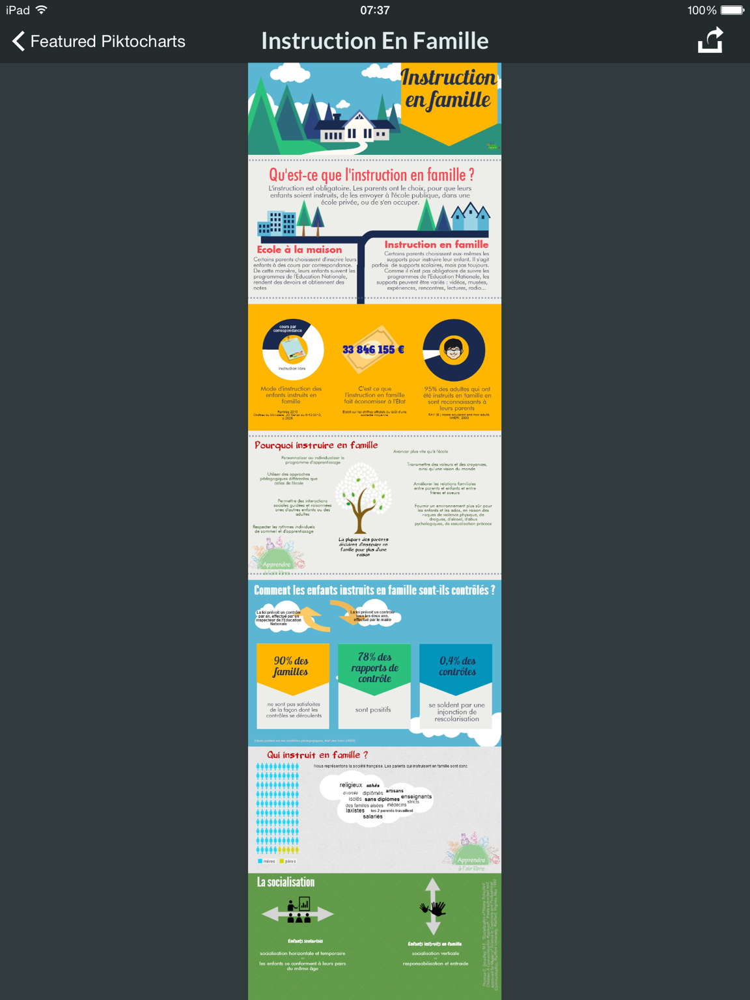 iPad
07:37
100%
Featured Piktocharts
Instruction En Famille
Instruction
en famille
Qu'est-ce que l'instruction en famille ?
L'instruction est obligatoire. Les parents ont le choix, pour que leurs
enfants soient instruits, de les envoyer à l'école publique, dans une
école privée, ou de s'en occuper.
Ecole à la maison
Certains parents choisissent d'inscrire leurs
enfants à des cours par correspondance.
De cette manière, leurs enfants suivent les
programmes de l'Education Nationale,
rendent des devoirs et obtiennent des
notes
Instruction en famille
Certains parents choisissent eux-mêmes les
supports pour instruire leur enfant. Il s'agit
parfois de supports scolaires, mais pas toujours.
Comme il n'est pas obligatoire de suivre les
programmes de l'Education Nationale, les
supports peuvent être variés : vidéos, musées,
expériences, rencontres, lectures, radio...
cours par
correspondance
Instruction libre
Mode d'instruction des
enfants instruits en
famille
Rentrée 2010
Chiffres du Ministère, JO Sénat du 6/12/2012,
p 2828
33 846 155 €
C'est ce que
l'instruction en famille
fait économiser à l'Etat
Etabli sur les chiffres officiels du coût d'une
scolarité moyenne
95% des adultes qui ont
été instruits en famille en
sont reconnaissants à
leurs parents
RAY (B.) Home educated and now adults
NHERI, 2003
Pourquoi instruire en famille
Personnaliser ou individualiser le
programme d'apprentissage
Utiliser des approches
pédagogiques différentes que
celles de l'école
Permettre des interactions
sociales guidées et raisonnées
avec d'autres enfants ou des
adultes
Respecter les rythmes individuels
de sommeil et d'apprentissage
Avancer plus vite qu'à l'école
Transmettre des valeurs et des croyances,
ainsi qu'une vision du monde
Améliorer les relations familiales
entre parents et enfants et entre
frères et soeurs
Fournir un environnement plus sûr pour
les enfants et les ados, en raison des
risques de violence physique, de
drogues, d'alcool, d'abus
pychologiques, de sexualisation précoce
La plupart des parents
décident d'instruire en
famille pour plus d'une
raison
Apprendre
à l'air libre
Comment les enfants instruits en famille sont-ils contrôlés ?
La loi prévoit un contrôle
par an, effectué par un
inspecteur de l'Education
Nationale
La loi prévoit un contrôle
tous les deux ans,
effectué par le maire
90% des
familles
ne sont pas satisfaites
de la façon dont les
contrôles se déroulent
78% des
rapports de
contrôle
sont positifs
0,4% des
contrôles
se soldent par une
injonction de
rescolarisation
Qui instruit en famille ?
Nous représentons la société française. Les parents qui instruisent en famille sont donc
religieux athés
divorcés diplômés artisans
isolés sans diplômes enseignants
des familles aisées médecins stricts
laxistes les 2 parents travaillent
salariés
mères pères
Apprendre
à l'air libre
La socialisation
Enfants scolarisés
socialisation horizontale et temporaire
=
les enfants se conforment à leurs pairs
du même âge
Enfants instruits en famille
socialisation verticale
=
responsabilisation et entraide